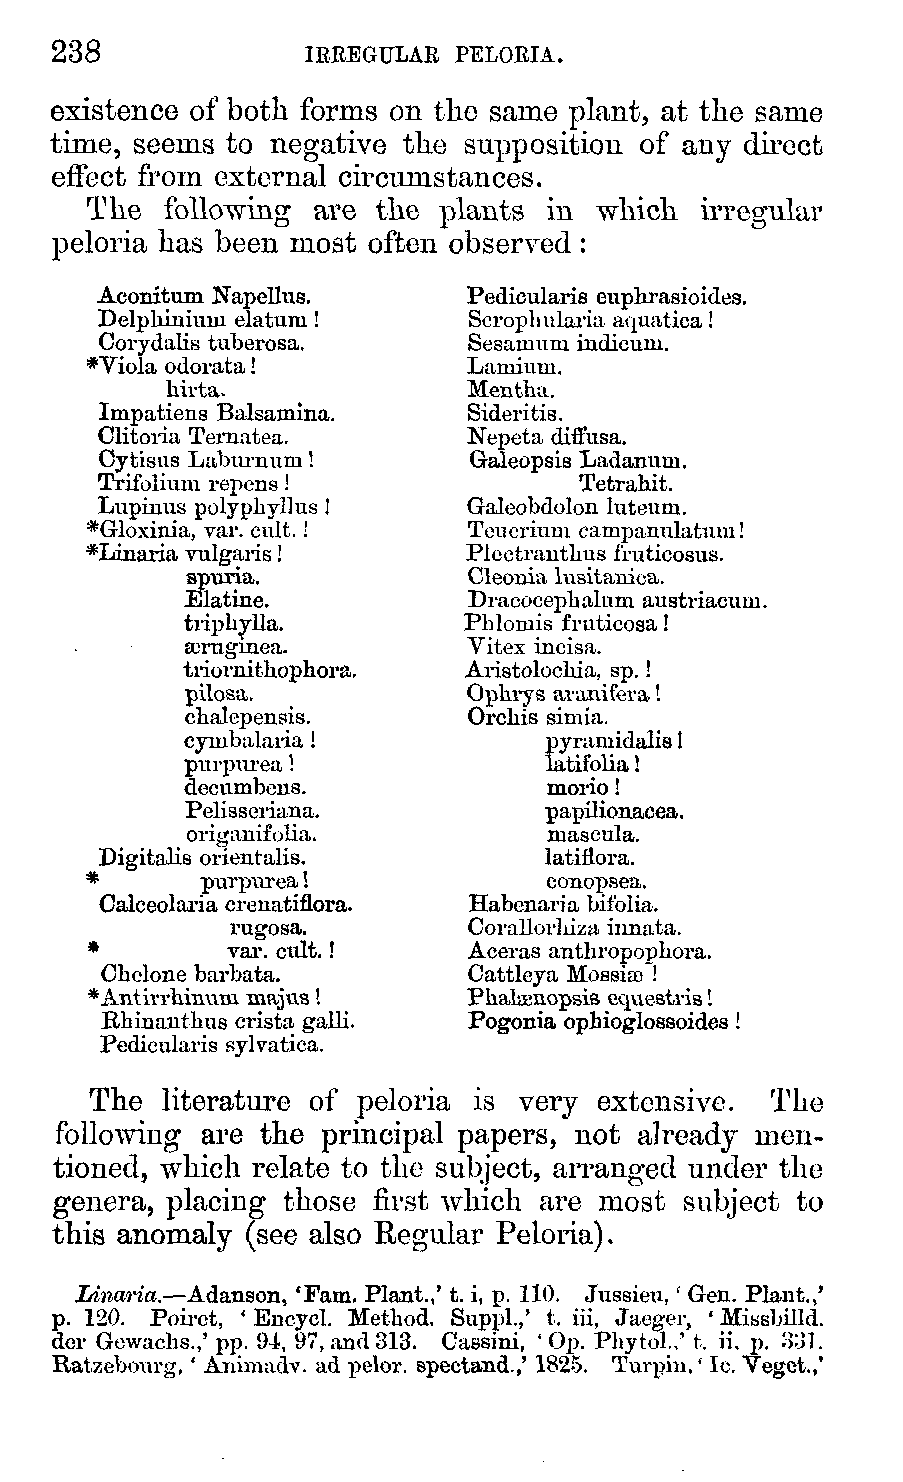 238 IRREGULAR PELORIA.
existence of both forms on the same plant, at the same
time, seems to negative the supposition of any direct
effect from external circumstances.
The following are the plants in which irregular
peloria has been most often observed :
Aconitum Napellus.
Delphinium elatum !
Corydalis tuberosa.
*Viola odorata !
hirta.
Impatiens Balsamina.
Clitoria Ternatea.
Cytisus Laburnum !
Trifolium repens !
Lupinus polyphyllus !
*Gloxinia, var. cult. !
*Linaria vulgaris !
spuria.
Elatine.
triphylla.
æruginea.
triornithophora.
pilosa.
chalepensis.
cymbalaria !
purpurea !
decumbens.
Pelisseriana.
origanifolia.
Digitalis orientalis.
* purpurea !
Calceolaria crenatiflora.
rugosa.
* var. cult. !
Chelone barbata.
*Antirrhinum majus !
Rhinanthus crista galli.
Pedicularis sylvatica.
Pedicularis euphrasioides.
Scrophularia aquatica !
Sesamum indicum.
Lamium.
Mentha.
Sideritis.
Nepeta diffusa.
Galeopsis Ladanum.
Tetrahit.
Galeobdolon luteum.
Teucrium campanulatum !
Plectranthus fruticosus.
Cleonia lusitanica.
Dracocephalum austriacum.
Phlomis fruticosa !
Vitex incisa.
Aristolochia, sp. !
Ophrys aranifera !
Orchis simia.
pyramidalis !
latifolia !
morio !
papilionacea.
mascula.
latiflora.
conopsea.
Habenaria bifolia.
Corallorhiza innata.
Aceras anthropophora.
Cattleya Mossiæ !
Phalænopsis equestris !
Pogonia ophioglossoides !
The literature of peloria is very extensive. The
following are the principal papers, not already men-
tioned, which relate to the subject, arranged under the
genera, placing those first which are most subject to
this anomaly (see also Regular Peloria).
Linaria.—Adanson, ‘Fam. Plant.,’ t. i, p. 110. Jussieu, ‘ Gen. Plant.,’
p. 120. Poiret, ‘ Encycl. Method. Suppl.,’ t. iii, Jaeger, ‘ Missbilld.
der Gewachs.,’ pp. 94, 97, and 313. Cassini, ‘ Op. Phytol.,’ t. ii, p. 331.
Ratzebourg, ‘ Animadv. ad pelor. spectand.,’ 1825. Turpin, ‘ Ic. Veget.,’